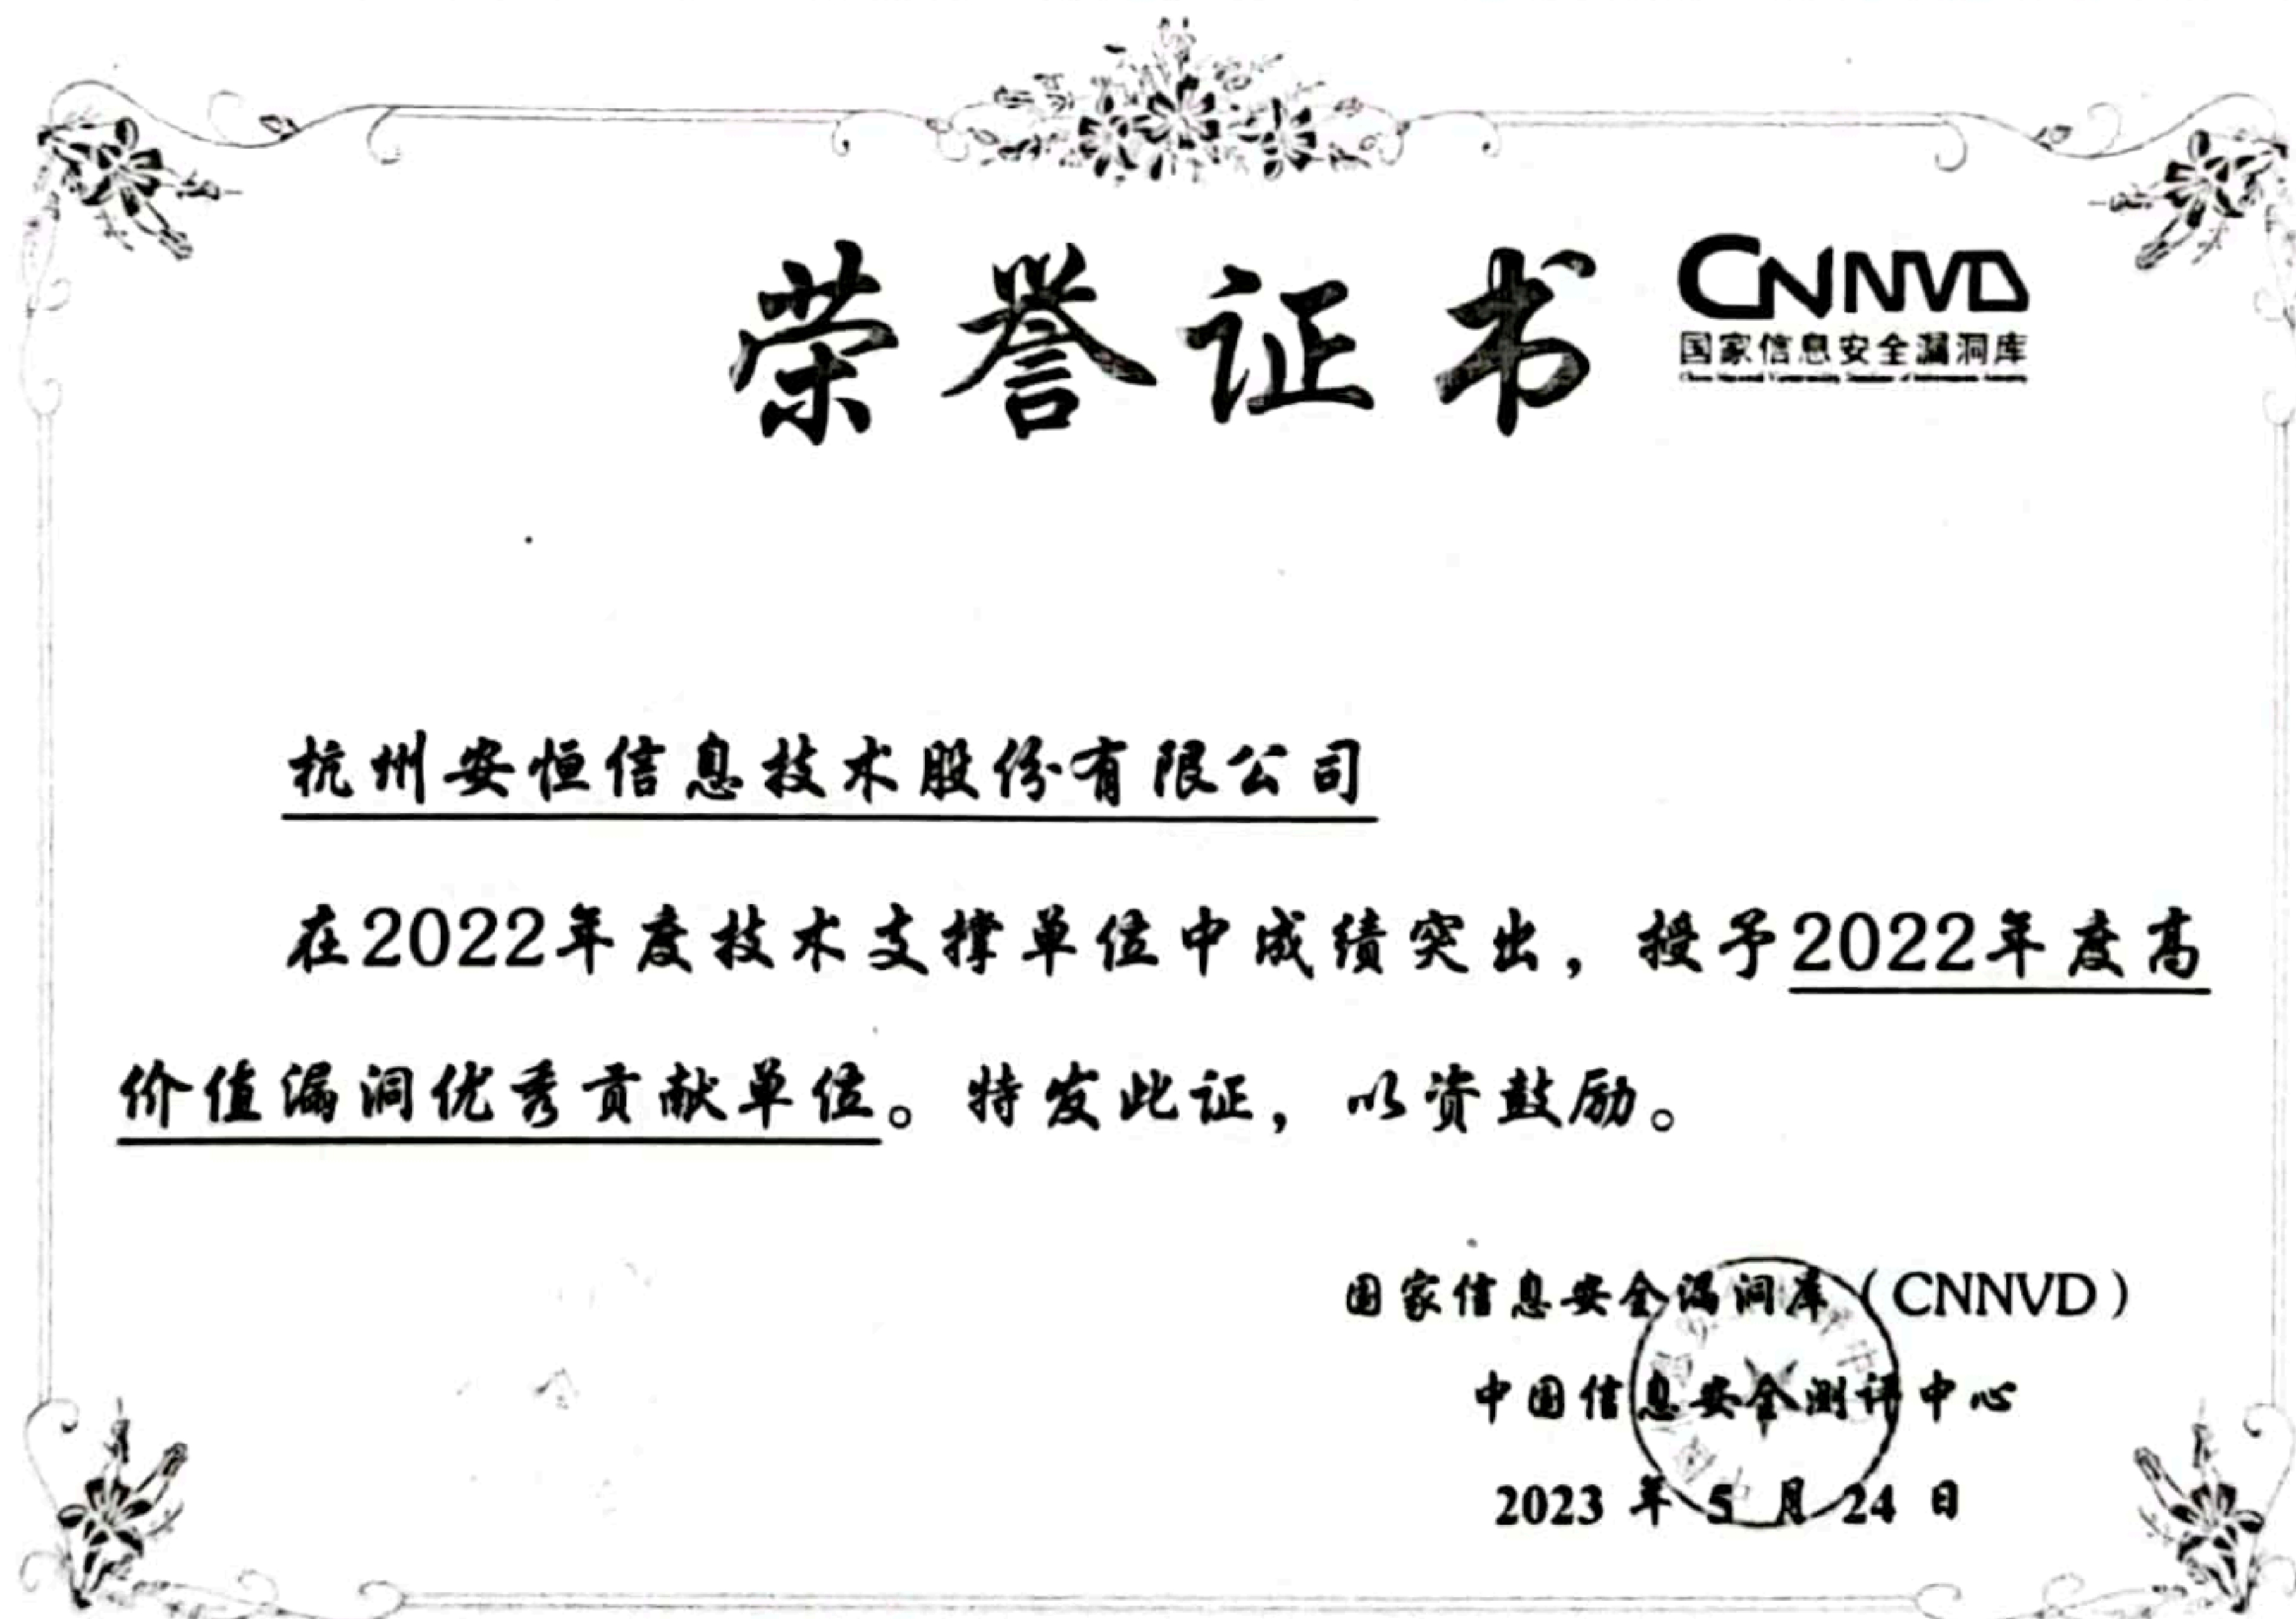 荣誉证书
CNNVD
国家信息安全漏洞库
杭州安恒信息技术股份有限公司
在2022年度技术支撑单位中成绩突出，授予2022年度高
价值漏洞优秀贡献单位。特发此证，以资鼓励。
国家信息安全漏洞库（CNNVD）
中国信息安全测评中心
2023 年 5 月 24 日